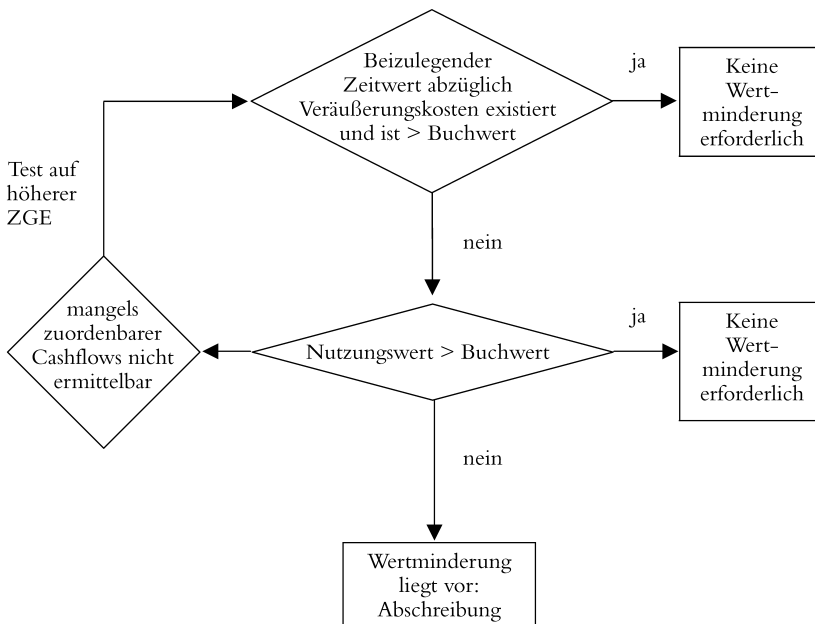 Beizulegender
Zeitwert abzüglich
Veräußerungskosten existiert
und ist > Buchwert
ja
Keine
Wert-
minderung
erforderlich
Test auf
höherer
ZGE
nein
mangels
zuordenbarer
Cashflows nicht
ermittelbar
Nutzungswert > Buchwert
ja
Keine
Wert-
minderung
erforderlich
nein
Wertminderung
liegt vor:
Abschreibung